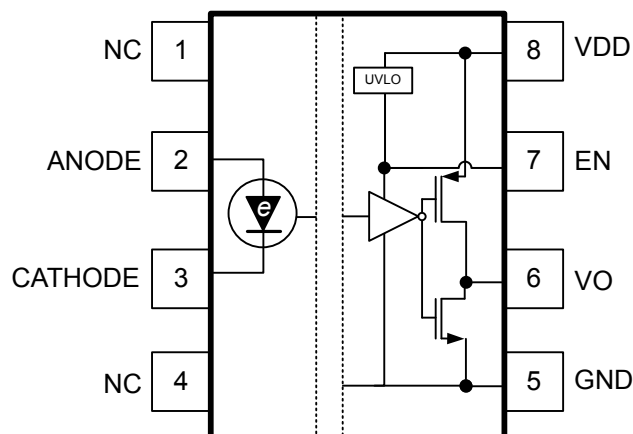 NC 1
8 VDD
UVLO
ANODE 2
7 EN
e
CATHODE 3
6 VO
NC 4
5 GND